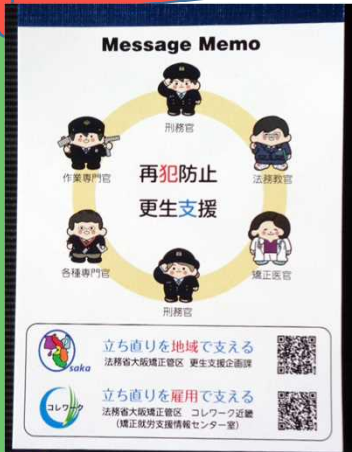 Message Memo
刑務官
作業専門官
法務教官
再犯防止
更生支援
各種専門官
矯正医官
刑務官
saka
立ち直りを地域で支える
法務省大阪矯正管区 更生支援企画課
コレワーク
立ち直りを雇用で支える
法務省大阪矯正管区 コレワーク近畿
(矯正就労支援情報センター室)